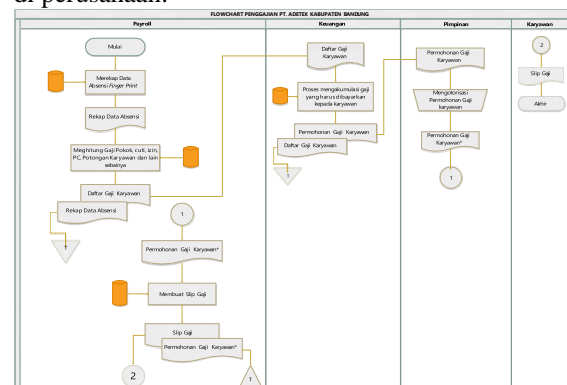 di perusahaan.
FLOWCHART PENGGAJIAN PT. ADETEX KABUPATEN BANDUNG
Payroll
Keuangan
Pimpinan
Karyawan
Mulai
Merekap Data
Absensi Finger Print
Rekap Data Absensi
Meghitung Gaji Pokok, cuti, izin,
PC, Potongan Karyawan dan lain
sebainya
Daftar Gaji Karyawan
Rekap Data Absensi
T
1
Permohonan Gaji Karyawan*
Membuat Slip Gaji
Slip Gaji
Permohonan Gaji Karyawan*
2
T
Daftar Gaji
Karyawan
Proses mengakumulasi gaji
yang harus dibayarkan
kepada karyawan
Permohonan Gaji Karyawan
Daftar Gaji Karyawan
T
Permohonan Gaji
Karyawan
Mengotorisasi
Permohonan Gaji
karyawan
Permohonan Gaji
Karyawan*
1
2
Slip Gaji
Akhir